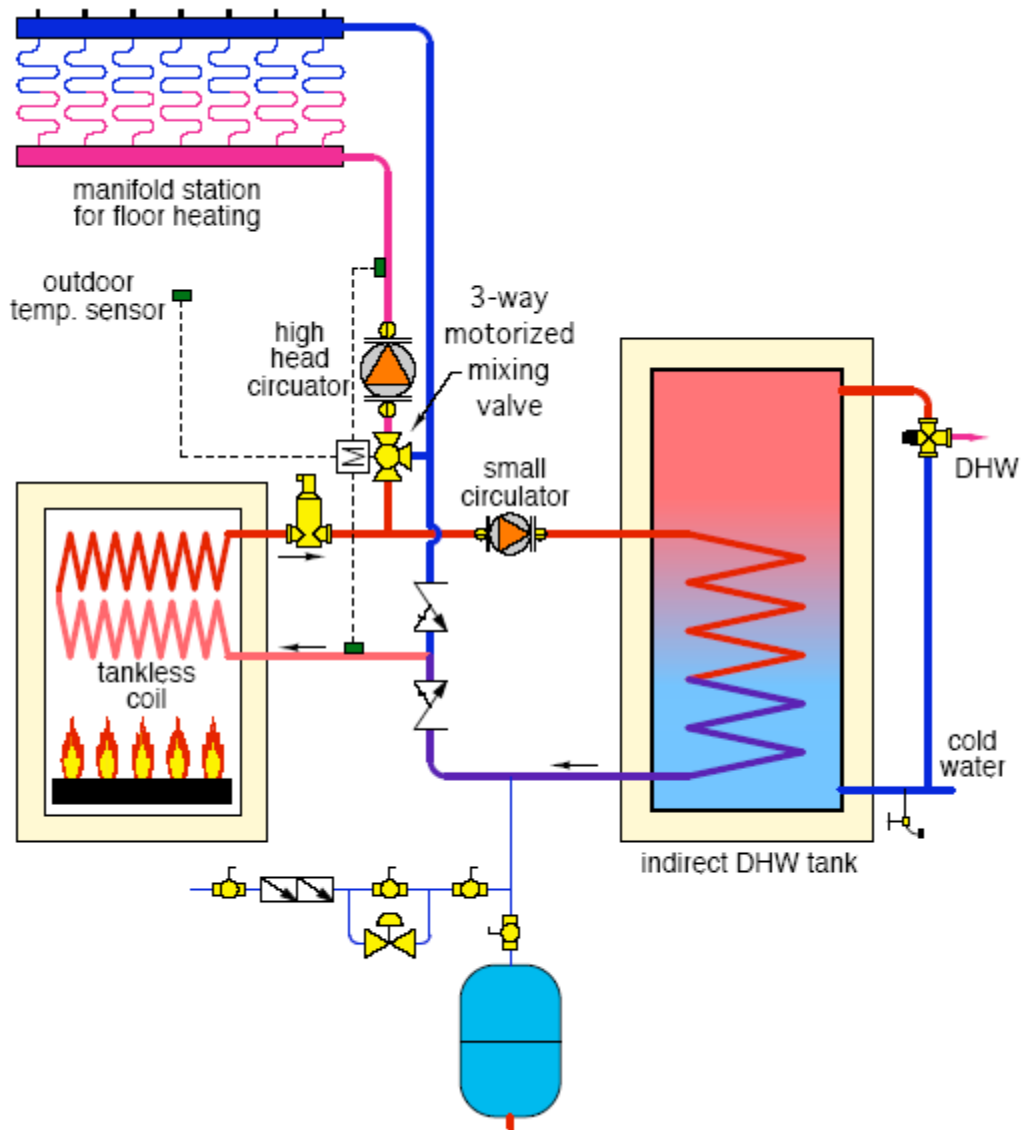 manifold station
for floor heating
outdoor
temp. sensor
high
head
circuator
3-way
motorized
mixing
valve
M
small
circulator
DHW
tankless
coil
cold
water
indirect DHW tank